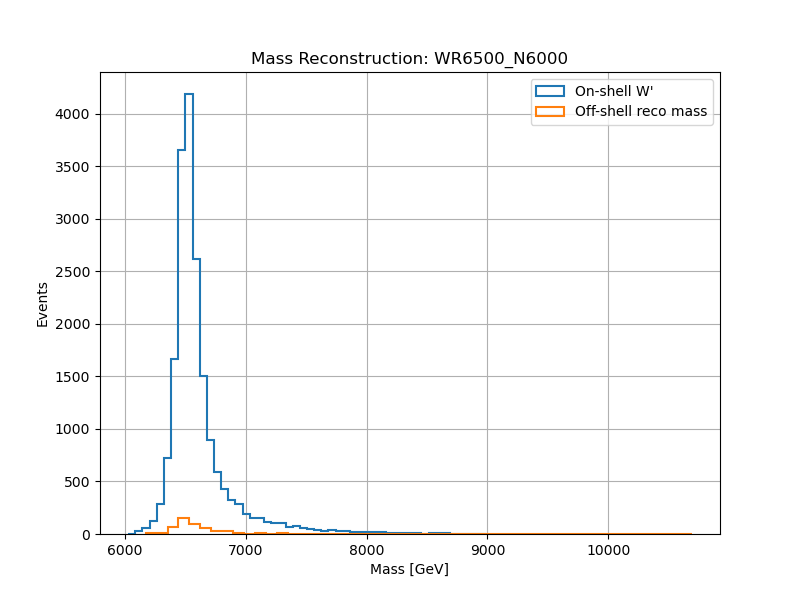 Mass Reconstruction: WR6500_N6000
On-shell W'
Off-shell reco mass
4000
3500
3000
2500
2000
1500
1000
500
0
Events
6000 7000 8000 9000 10000
Mass [GeV]